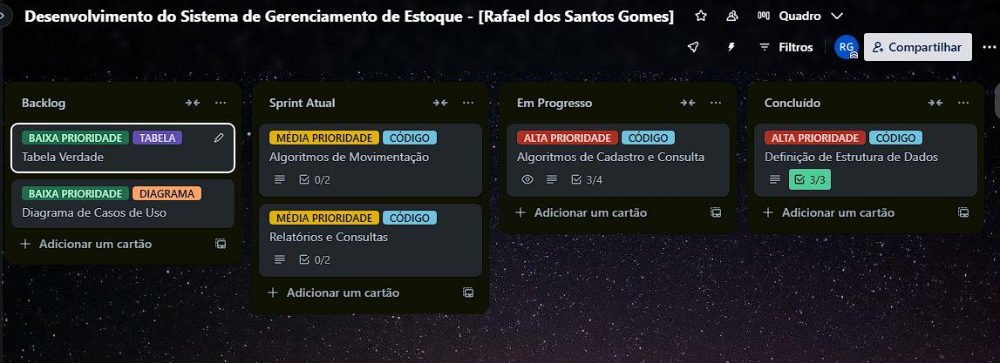 Desenvolvimento do Sistema de Gerenciamento de Estoque - [Rafael dos Santos Gomes]
Quadro
Filtros
RG
Compartilhar
Backlog
BAIXA PRIORIDADE TABELA
Tabela Verdade
BAIXA PRIORIDADE DIAGRAMA
Diagrama de Casos de Uso
+ Adicionar um cartão
Sprint Atual
MÉDIA PRIORIDADE CÓDIGO
Algoritmos de Movimentação
0/2
MÉDIA PRIORIDADE CÓDIGO
Relatórios e Consultas
0/2
+ Adicionar um cartão
Em Progresso
ALTA PRIORIDADE CÓDIGO
Algoritmos de Cadastro e Consulta
3/4
+ Adicionar um cartão
Concluído
ALTA PRIORIDADE CÓDIGO
Definição de Estrutura de Dados
3/3
+ Adicionar um cartão